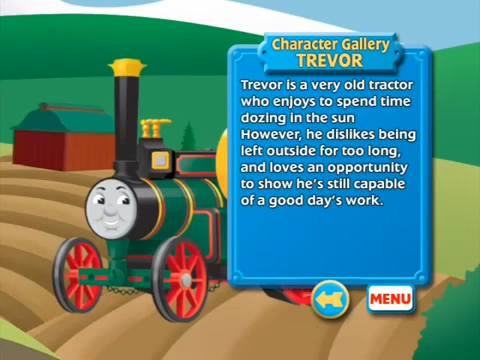 Character Gallery
TREVOR
Trevor is a very old tractor
who enjoys to spend time
dozing in the sun
However, he dislikes being
left outside for too long,
and loves an opportunity
to show he's still capable
of a good day's work.
MENU